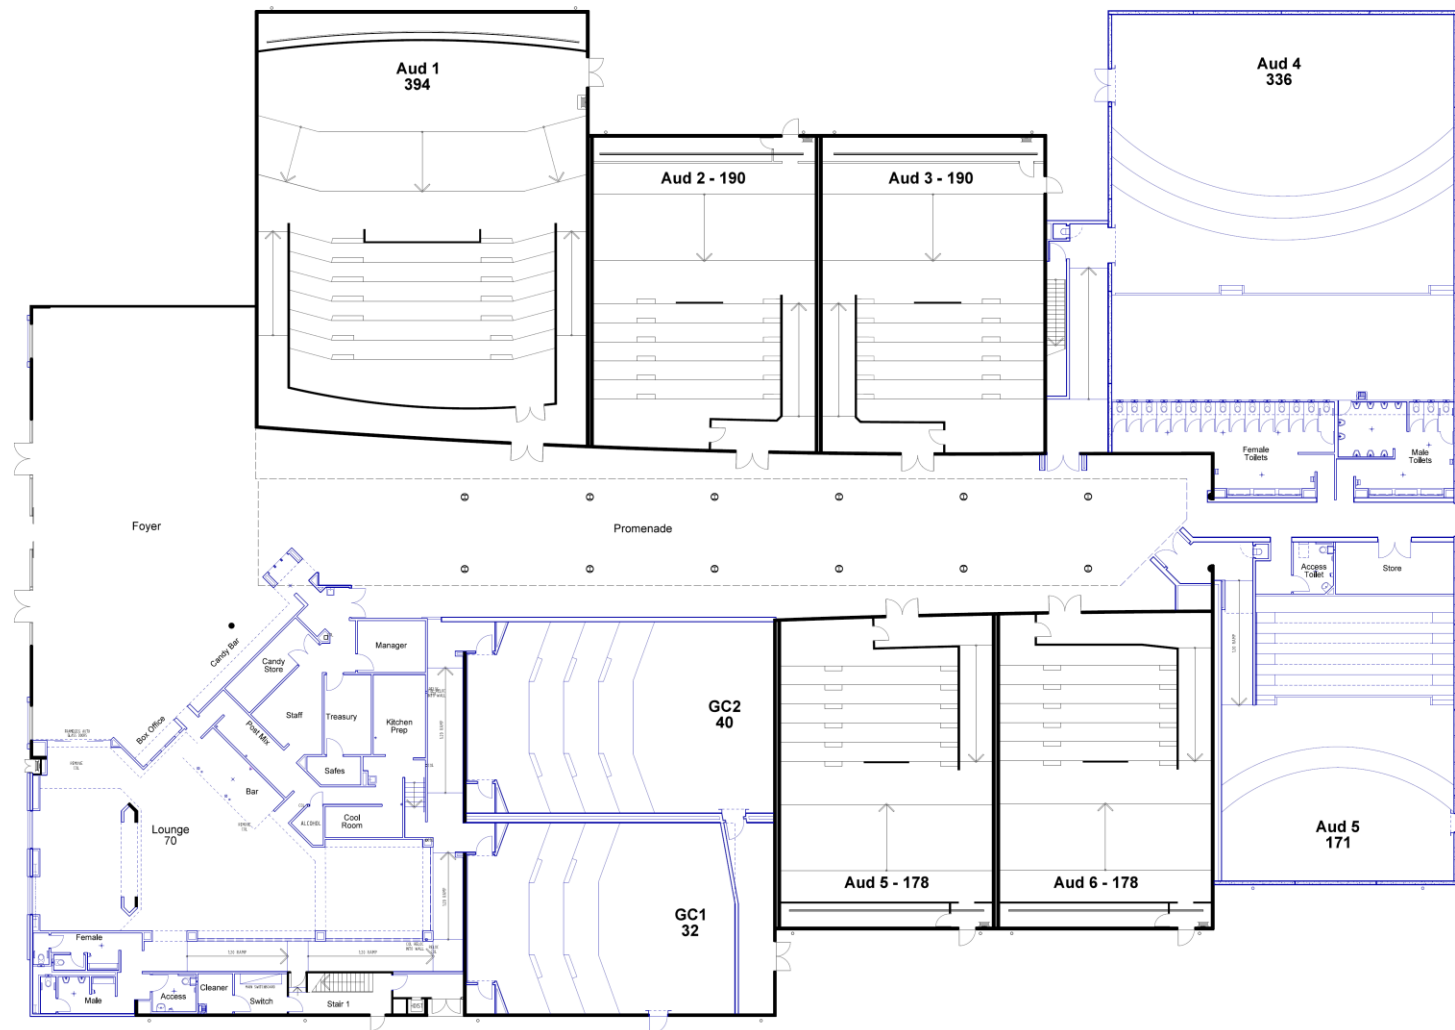 Aud 1
394
Aud 4
336
Aud 2 - 190
Aud 3 - 190
Female
Toilets
Male
Toilets
Foyer
Promenade
Access
Toilet
Store
Candy Bar
Candy
Store
Manager
Box Office
Post Mix
Staff
Treasury
Kitchen
Prep
Safes
Bar
ALCOHOL
Cool
Room
Lounge
70
GC2
40
GC1
32
Aud 5 - 178
Aud 6 - 178
Aud 5
171
Female
Male
Access
Cleaner
Switch
Stair 1